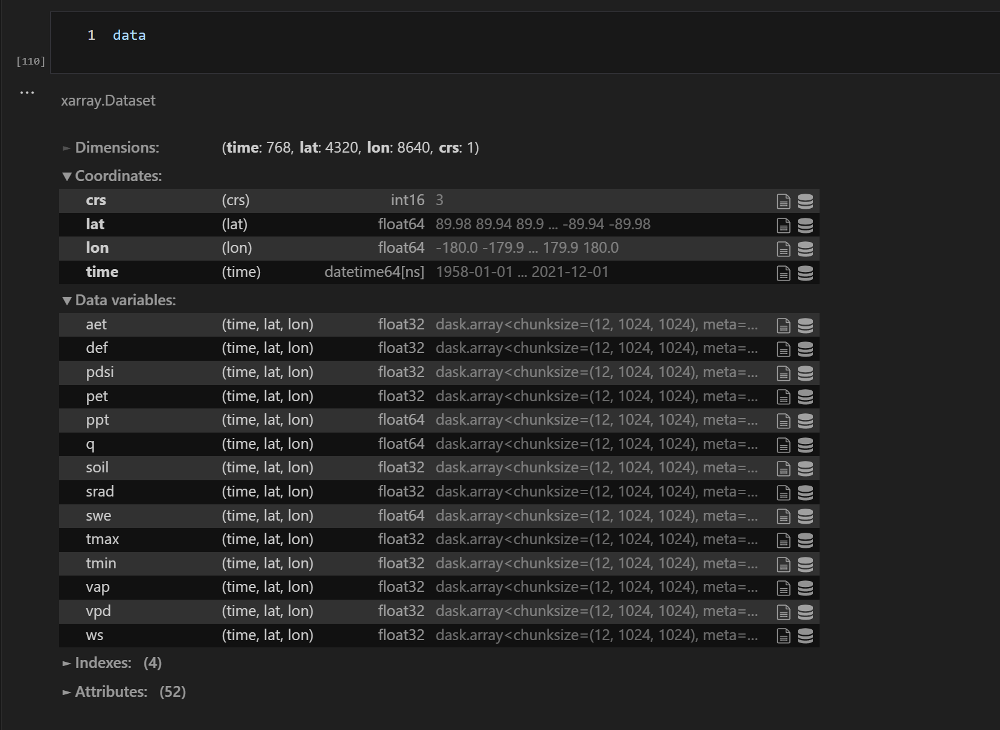 1 data
[110]
...
xarray.Dataset
► Dimensions: (time: 768, lat: 4320, lon: 8640, crs: 1)
▼ Coordinates:
crs (crs) int16 3
lat (lat) float64 89.98 89.94 89.9 ... -89.94 -89.98
lon (lon) float64 -180.0 -179.9 ... 179.9 180.0
time (time) datetime64[ns] 1958-01-01 ... 2021-12-01
▼ Data variables:
aet (time, lat, lon) float32 dask.array<chunksize=(12, 1024, 1024), meta=...
def (time, lat, lon) float32 dask.array<chunksize=(12, 1024, 1024), meta=...
pdsi (time, lat, lon) float32 dask.array<chunksize=(12, 1024, 1024), meta=...
pet (time, lat, lon) float32 dask.array<chunksize=(12, 1024, 1024), meta=...
ppt (time, lat, lon) float64 dask.array<chunksize=(12, 1024, 1024), meta=...
q (time, lat, lon) float64 dask.array<chunksize=(12, 1024, 1024), meta=...
soil (time, lat, lon) float32 dask.array<chunksize=(12, 1024, 1024), meta=...
srad (time, lat, lon) float32 dask.array<chunksize=(12, 1024, 1024), meta=...
swe (time, lat, lon) float64 dask.array<chunksize=(12, 1024, 1024), meta=...
tmax (time, lat, lon) float32 dask.array<chunksize=(12, 1024, 1024), meta=...
tmin (time, lat, lon) float32 dask.array<chunksize=(12, 1024, 1024), meta=...
vap (time, lat, lon) float32 dask.array<chunksize=(12, 1024, 1024), meta=...
vpd (time, lat, lon) float32 dask.array<chunksize=(12, 1024, 1024), meta=...
ws (time, lat, lon) float32 dask.array<chunksize=(12, 1024, 1024), meta=...
► Indexes: (4)
► Attributes: (52)